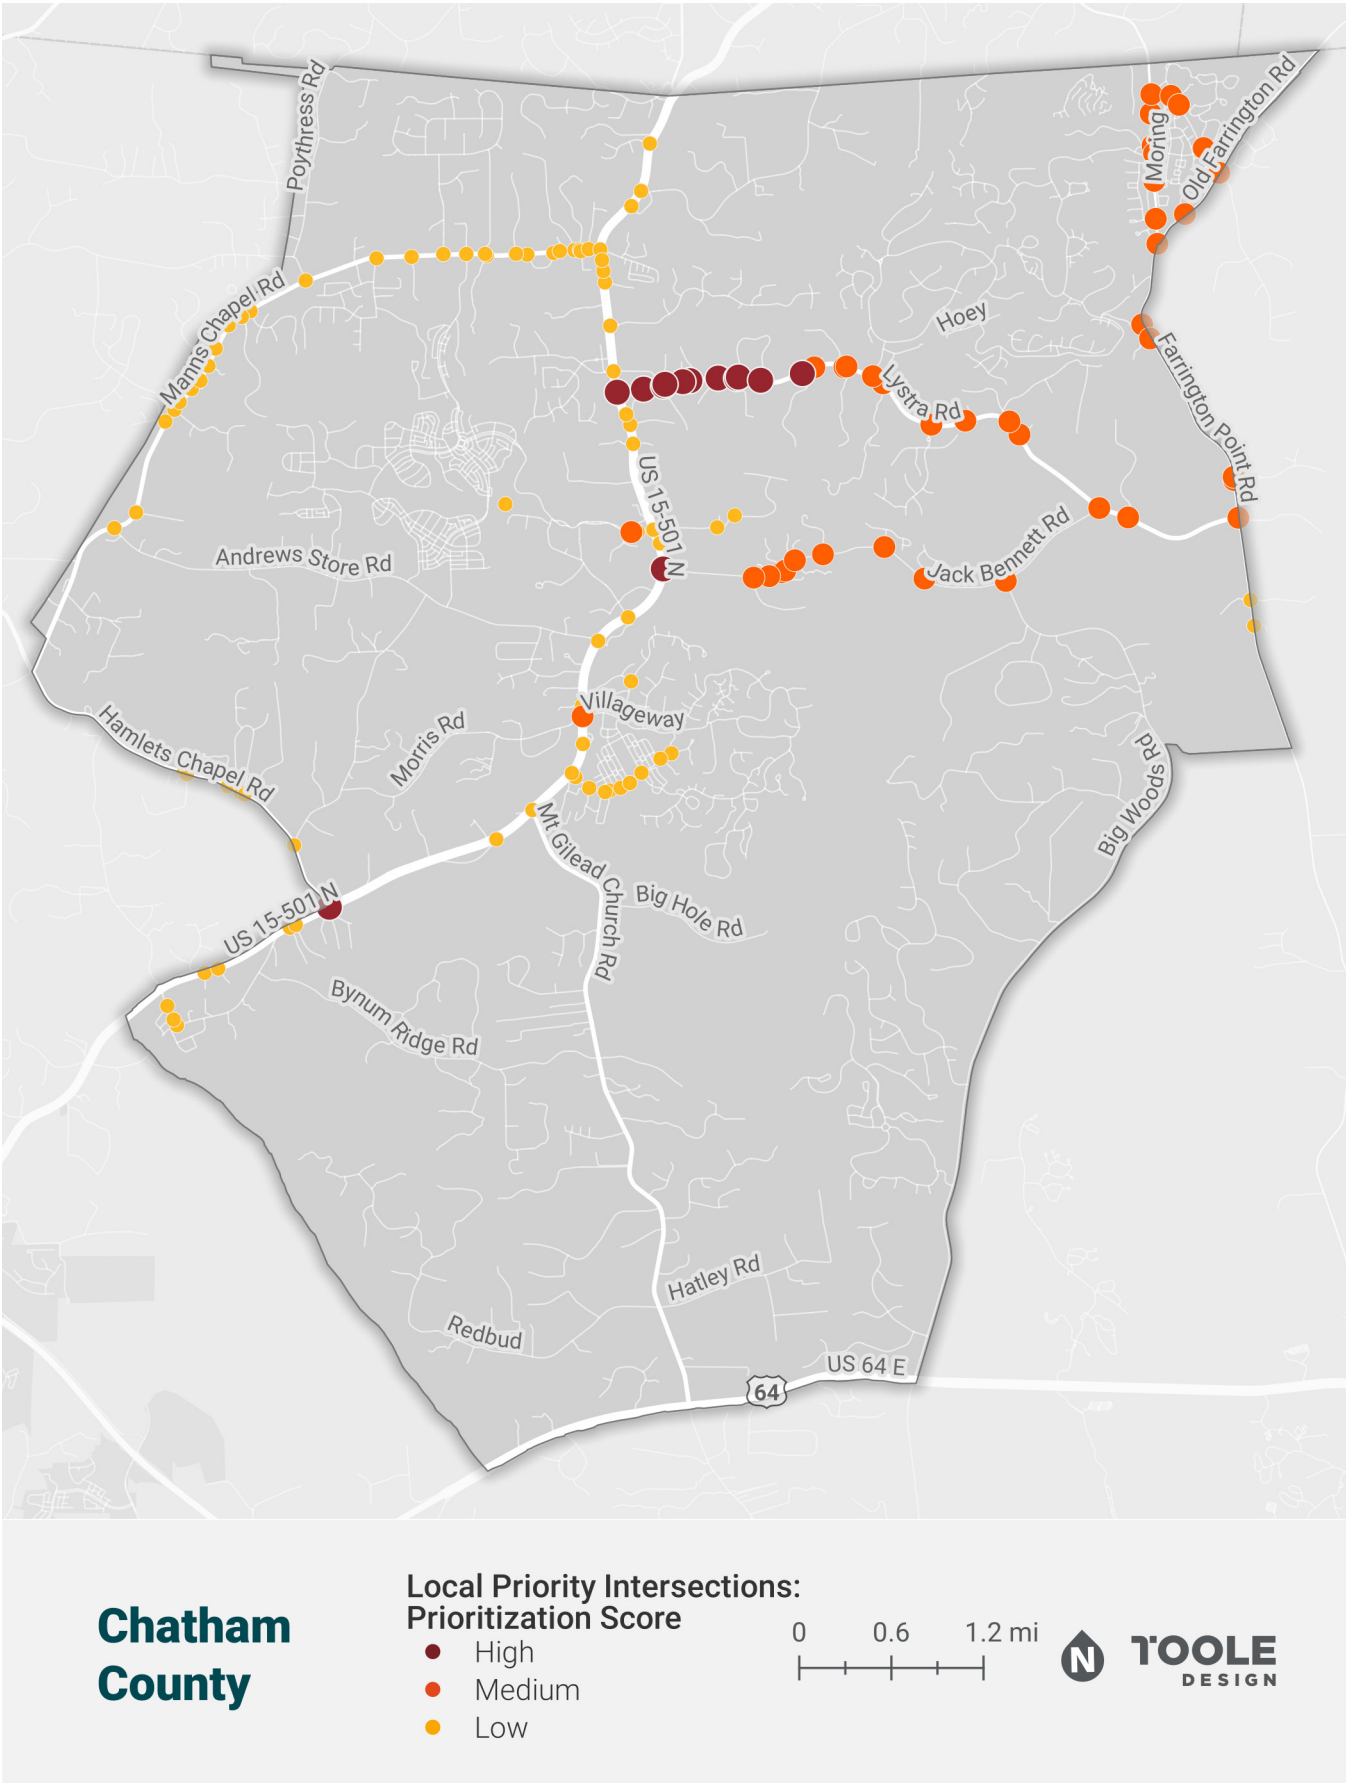 Poythress Rd
Moring
Old Farrington Rd
Manns Chapel Rd
Hoey
Lystra Rd
Farrington Point Rd
US 15-501 N
Andrews Store Rd
Jack Bennett Rd
Villageway
Hamlets Chapel Rd
Morris Rd
Big Woods Rd
Mt Gilead Church Rd
Big Hole Rd
US 15-501 N
Bynum Ridge Rd
Hatley Rd
Redbud
US 64 E
64
Chatham
County
Local Priority Intersections:
Prioritization Score
High
Medium
Low
0 0.6 1.2 mi
N
TOOLE
DESIGN